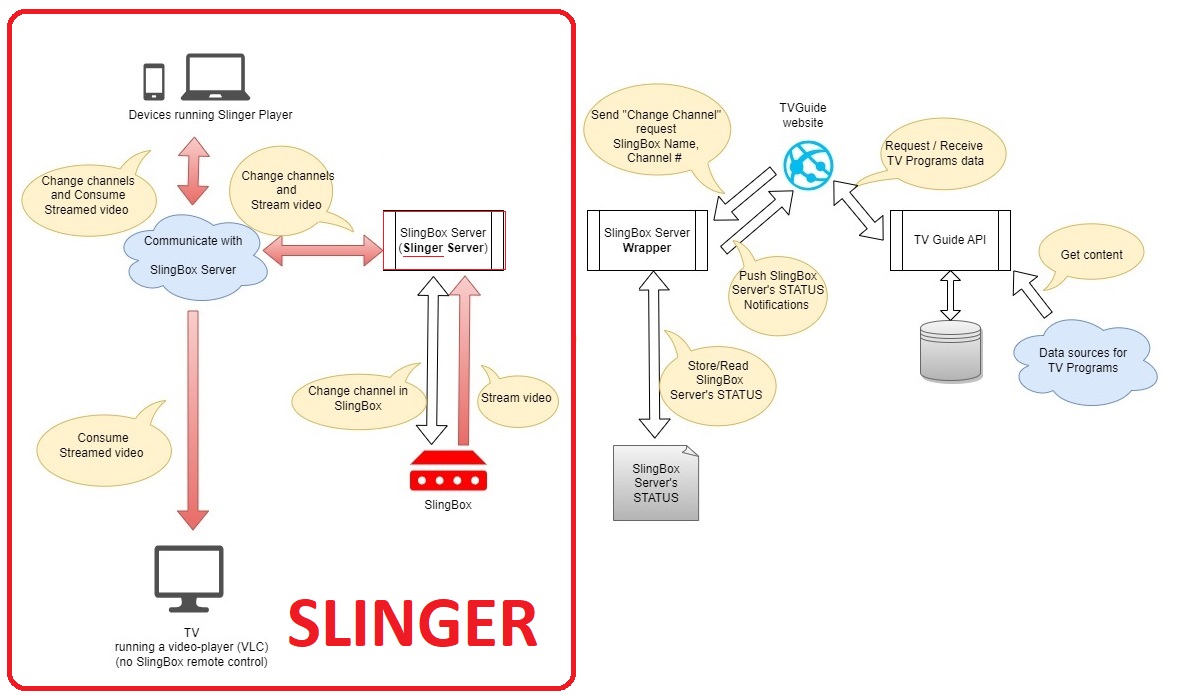 Devices running Slinger Player
Change channels
and Consume
Streamed video
Change channels
and
Stream video
Communicate with
SlingBox Server
SlingBox Server
(Slinger Server)
Change channel in
SlingBox
Stream video
SlingBox
Consume
Streamed video
TV
running a video-player (VLC)
(no SlingBox remote control)
SLINGER
Send "Change Channel"
request
SlingBox Name,
Channel #
TVGuide
website
Request / Receive
TV Programs data
SlingBox Server
Wrapper
Push SlingBox
Server's STATUS
Notifications
TV Guide API
Get content
Data sources for
TV Programs
Store/Read
SlingBox
Server's STATUS
SlingBox
Server's
STATUS